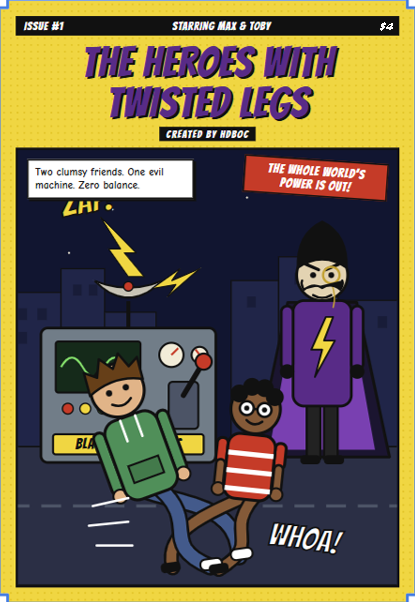 ISSUE #1
STARRING MAX & TOBY
$4
THE HEROES WITH
TWISTED LEGS
CREATED BY HDBOC
Two clumsy friends. One evil
machine. Zero balance.
THE WHOLE WORLD'S
POWER IS OUT!
ZAP!
WHOA!